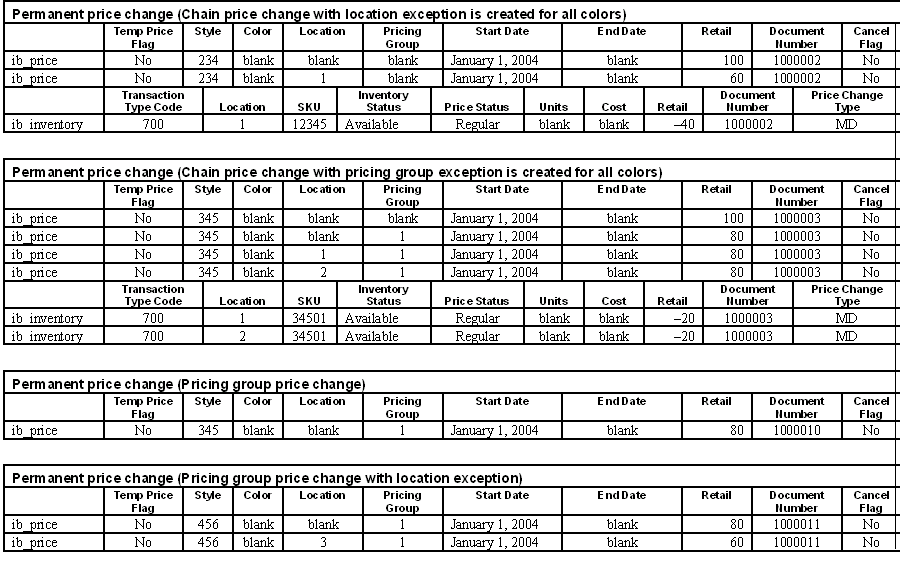 Permanent price change (Chain price change with location exception is created for all colors)
Temp Price Flag Style Color Location Pricing Group Start Date End Date Retail Document Number Cancel Flag
ib_price No 234 blank blank blank January 1, 2004 blank 100 1000002 No
ib_price No 234 blank 1 blank January 1, 2004 blank 60 1000002 No
Transaction Type Code Location SKU Inventory Status Price Status Units Cost Retail Document Number Price Change Type
ib_inventory 700 1 12345 Available Regular blank blank –40 1000002 MD
Permanent price change (Chain price change with pricing group exception is created for all colors)
Temp Price Flag Style Color Location Pricing Group Start Date End Date Retail Document Number Cancel Flag
ib_price No 345 blank blank blank January 1, 2004 blank 100 1000003 No
ib_price No 345 blank blank 1 January 1, 2004 blank 80 1000003 No
ib_price No 345 blank 1 1 January 1, 2004 blank 80 1000003 No
ib_price No 345 blank 2 1 January 1, 2004 blank 80 1000003 No
Transaction Type Code Location SKU Inventory Status Price Status Units Cost Retail Document Number Price Change Type
ib_inventory 700 1 34501 Available Regular blank blank –20 1000003 MD
ib_inventory 700 2 34501 Available Regular blank blank –20 1000003 MD
Permanent price change (Pricing group price change)
Temp Price Flag Style Color Location Pricing Group Start Date End Date Retail Document Number Cancel Flag
ib_price No 345 blank blank 1 January 1, 2004 blank 80 1000010 No
Permanent price change (Pricing group price change with location exception)
Temp Price Flag Style Color Location Pricing Group Start Date End Date Retail Document Number Cancel Flag
ib_price No 456 blank blank 1 January 1, 2004 blank 80 1000011 No
ib_price No 456 blank 3 1 January 1, 2004 blank 60 1000011 No